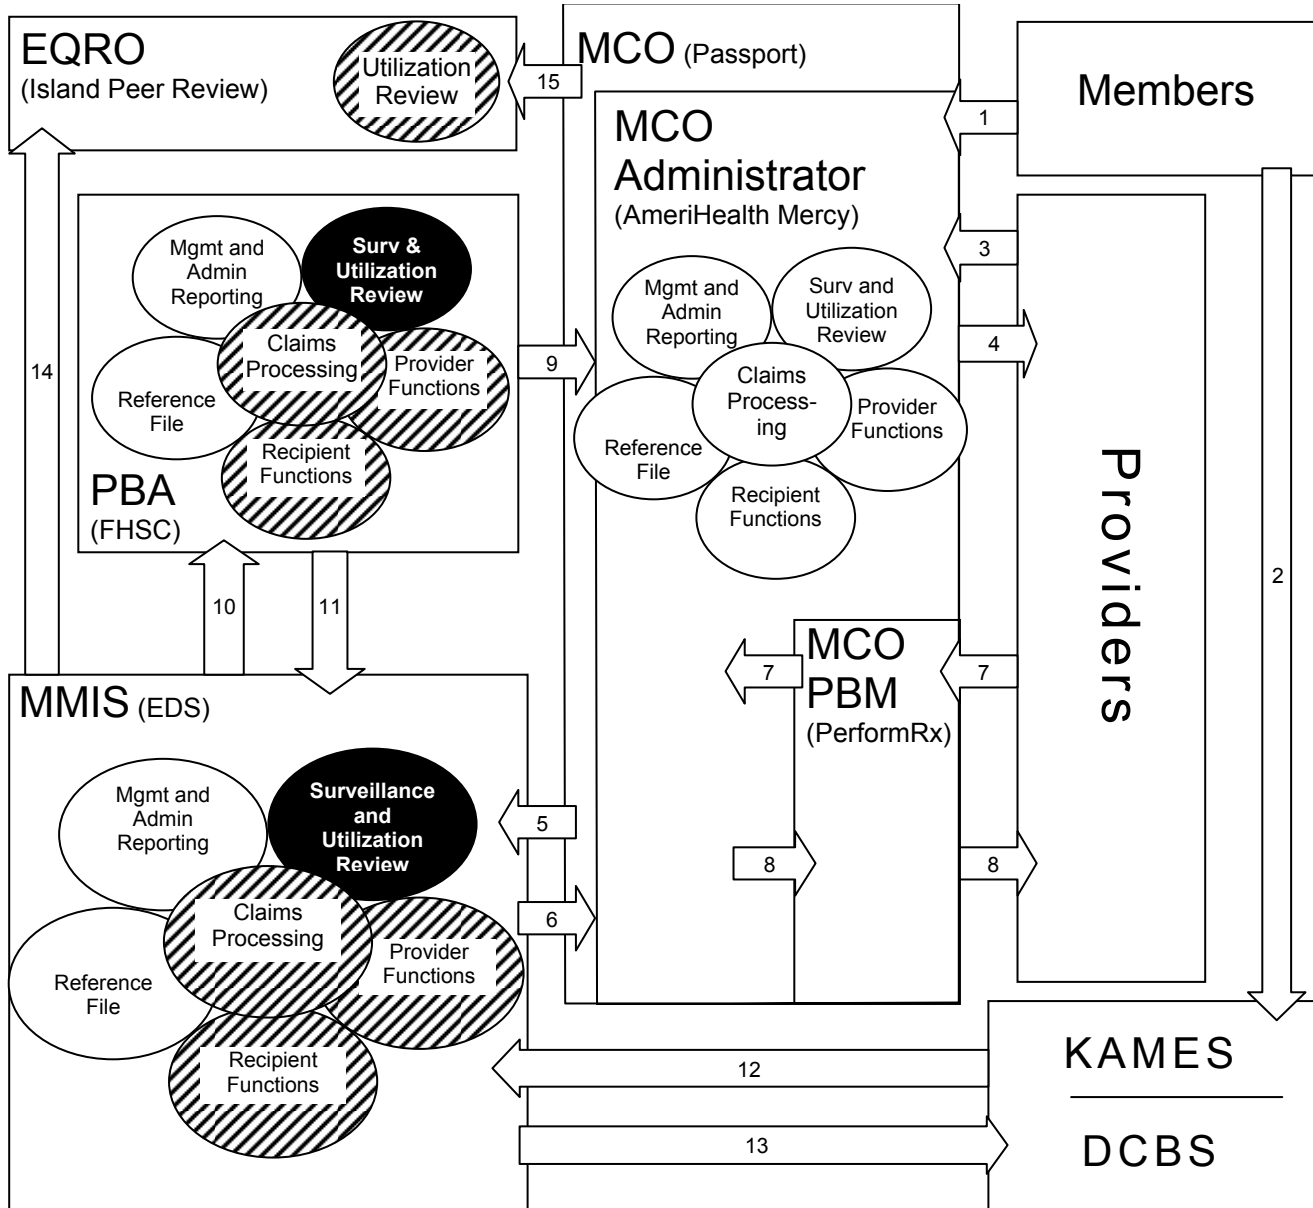 EQRO
(Island Peer Review)
Utilization
Review
15
MCO (Passport)
MCO
Administrator
(AmeriHealth Mercy)
1
Members
14
Mgmt and
Admin
Reporting
Surv &
Utilization
Review
Claims
Processing
Provider
Functions
Reference
File
Recipient
Functions
PBA
(FHSC)
9
3
Mgmt and
Admin
Reporting
Surv and
Utilization
Review
Claims
Process-
ing
Provider
Functions
Reference
File
Recipient
Functions
4
Providers
2
10
11
7
MCO
PBM
(PerformRx)
7
8
8
MMIS (EDS)
Mgmt and
Admin
Reporting
Surveillance
and
Utilization
Review
Claims
Processing
Provider
Functions
Reference
File
Recipient
Functions
5
6
12
13
KAMES
DCBS